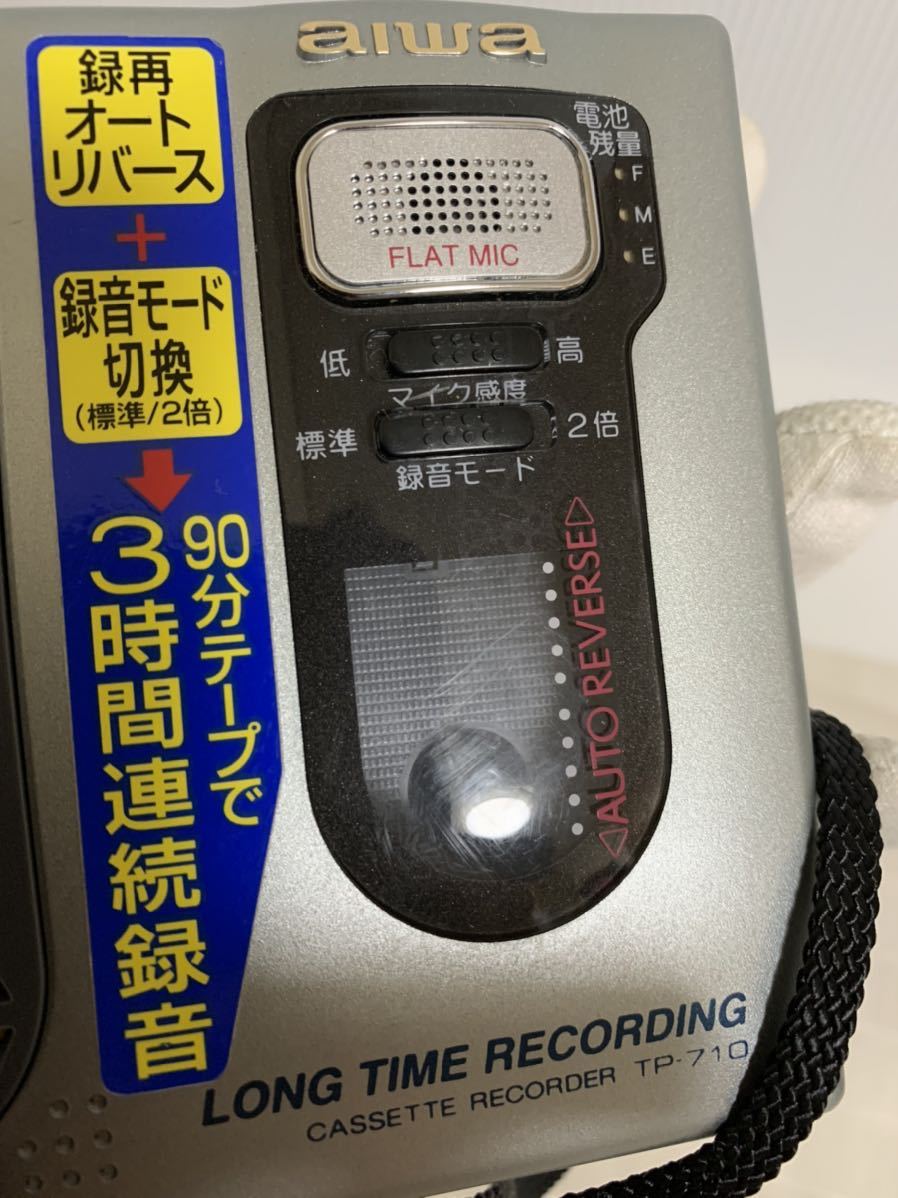 aiwa
録再
オート
リバース
+
録音モード
切換
(標準/2倍)
90分テープで
3時間連続録音
電池
残量
F
M
E
FLAT MIC
低 高
マイク感度
標準 2倍
録音モード
AUTO REVERSE
LONG TIME RECORDING
CASSETTE RECORDER TP-710